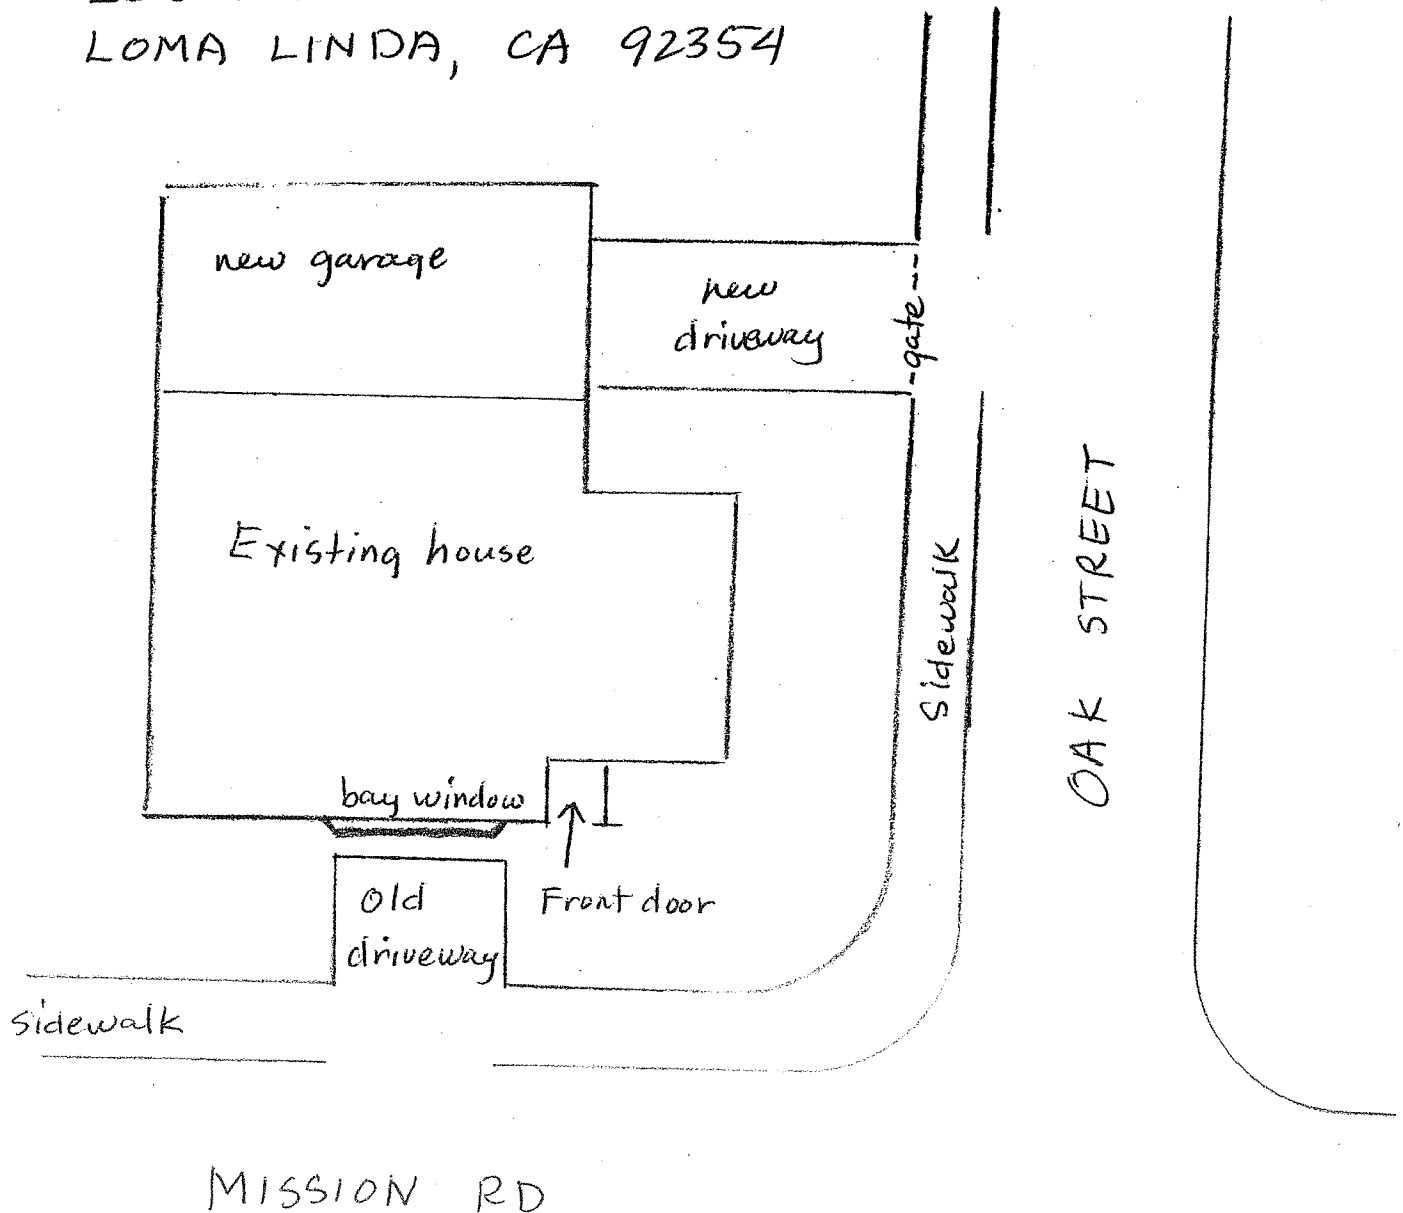 LOMA LINDA, CA 92354
new garage
new
driveway
gate
Existing house
Sidewalk
OAK STREET
bay window
Old
driveway
Front door
sidewalk
MISSION RD